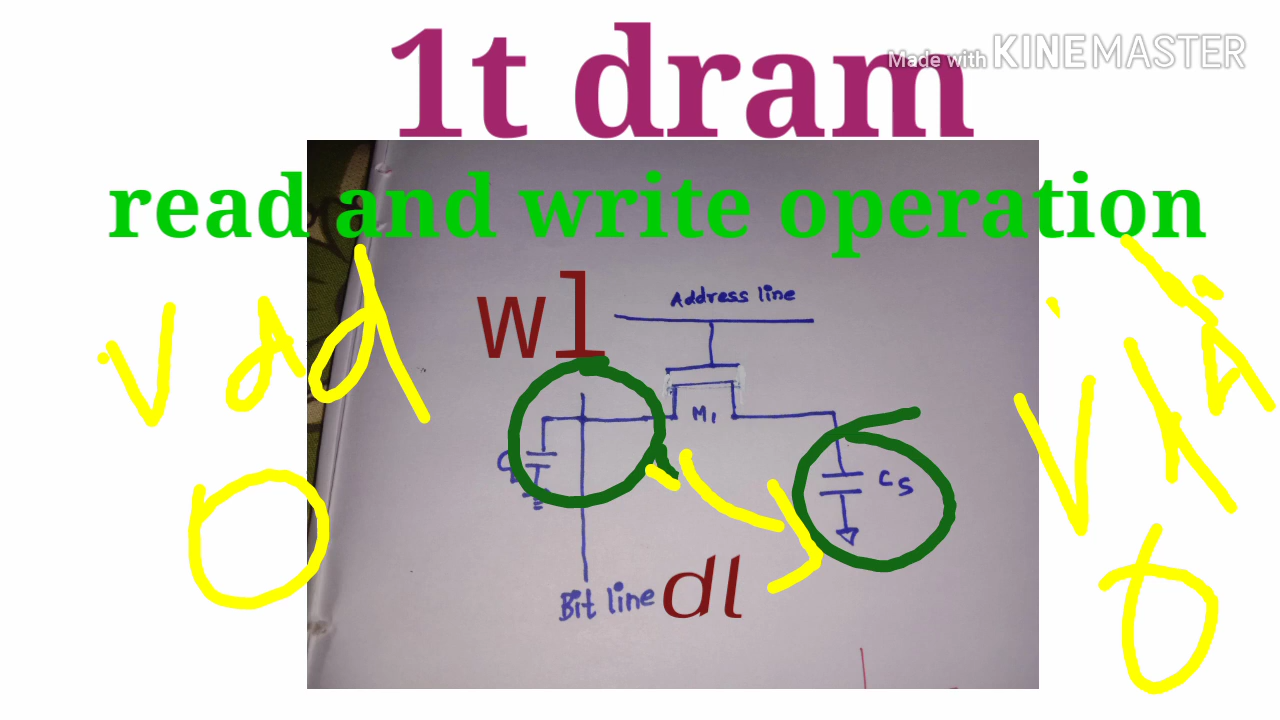 1t dram
Made with KINEMASTER
read and write operation
wl
Address line
Vdd
M1
Cs
0
0
Bit line dl